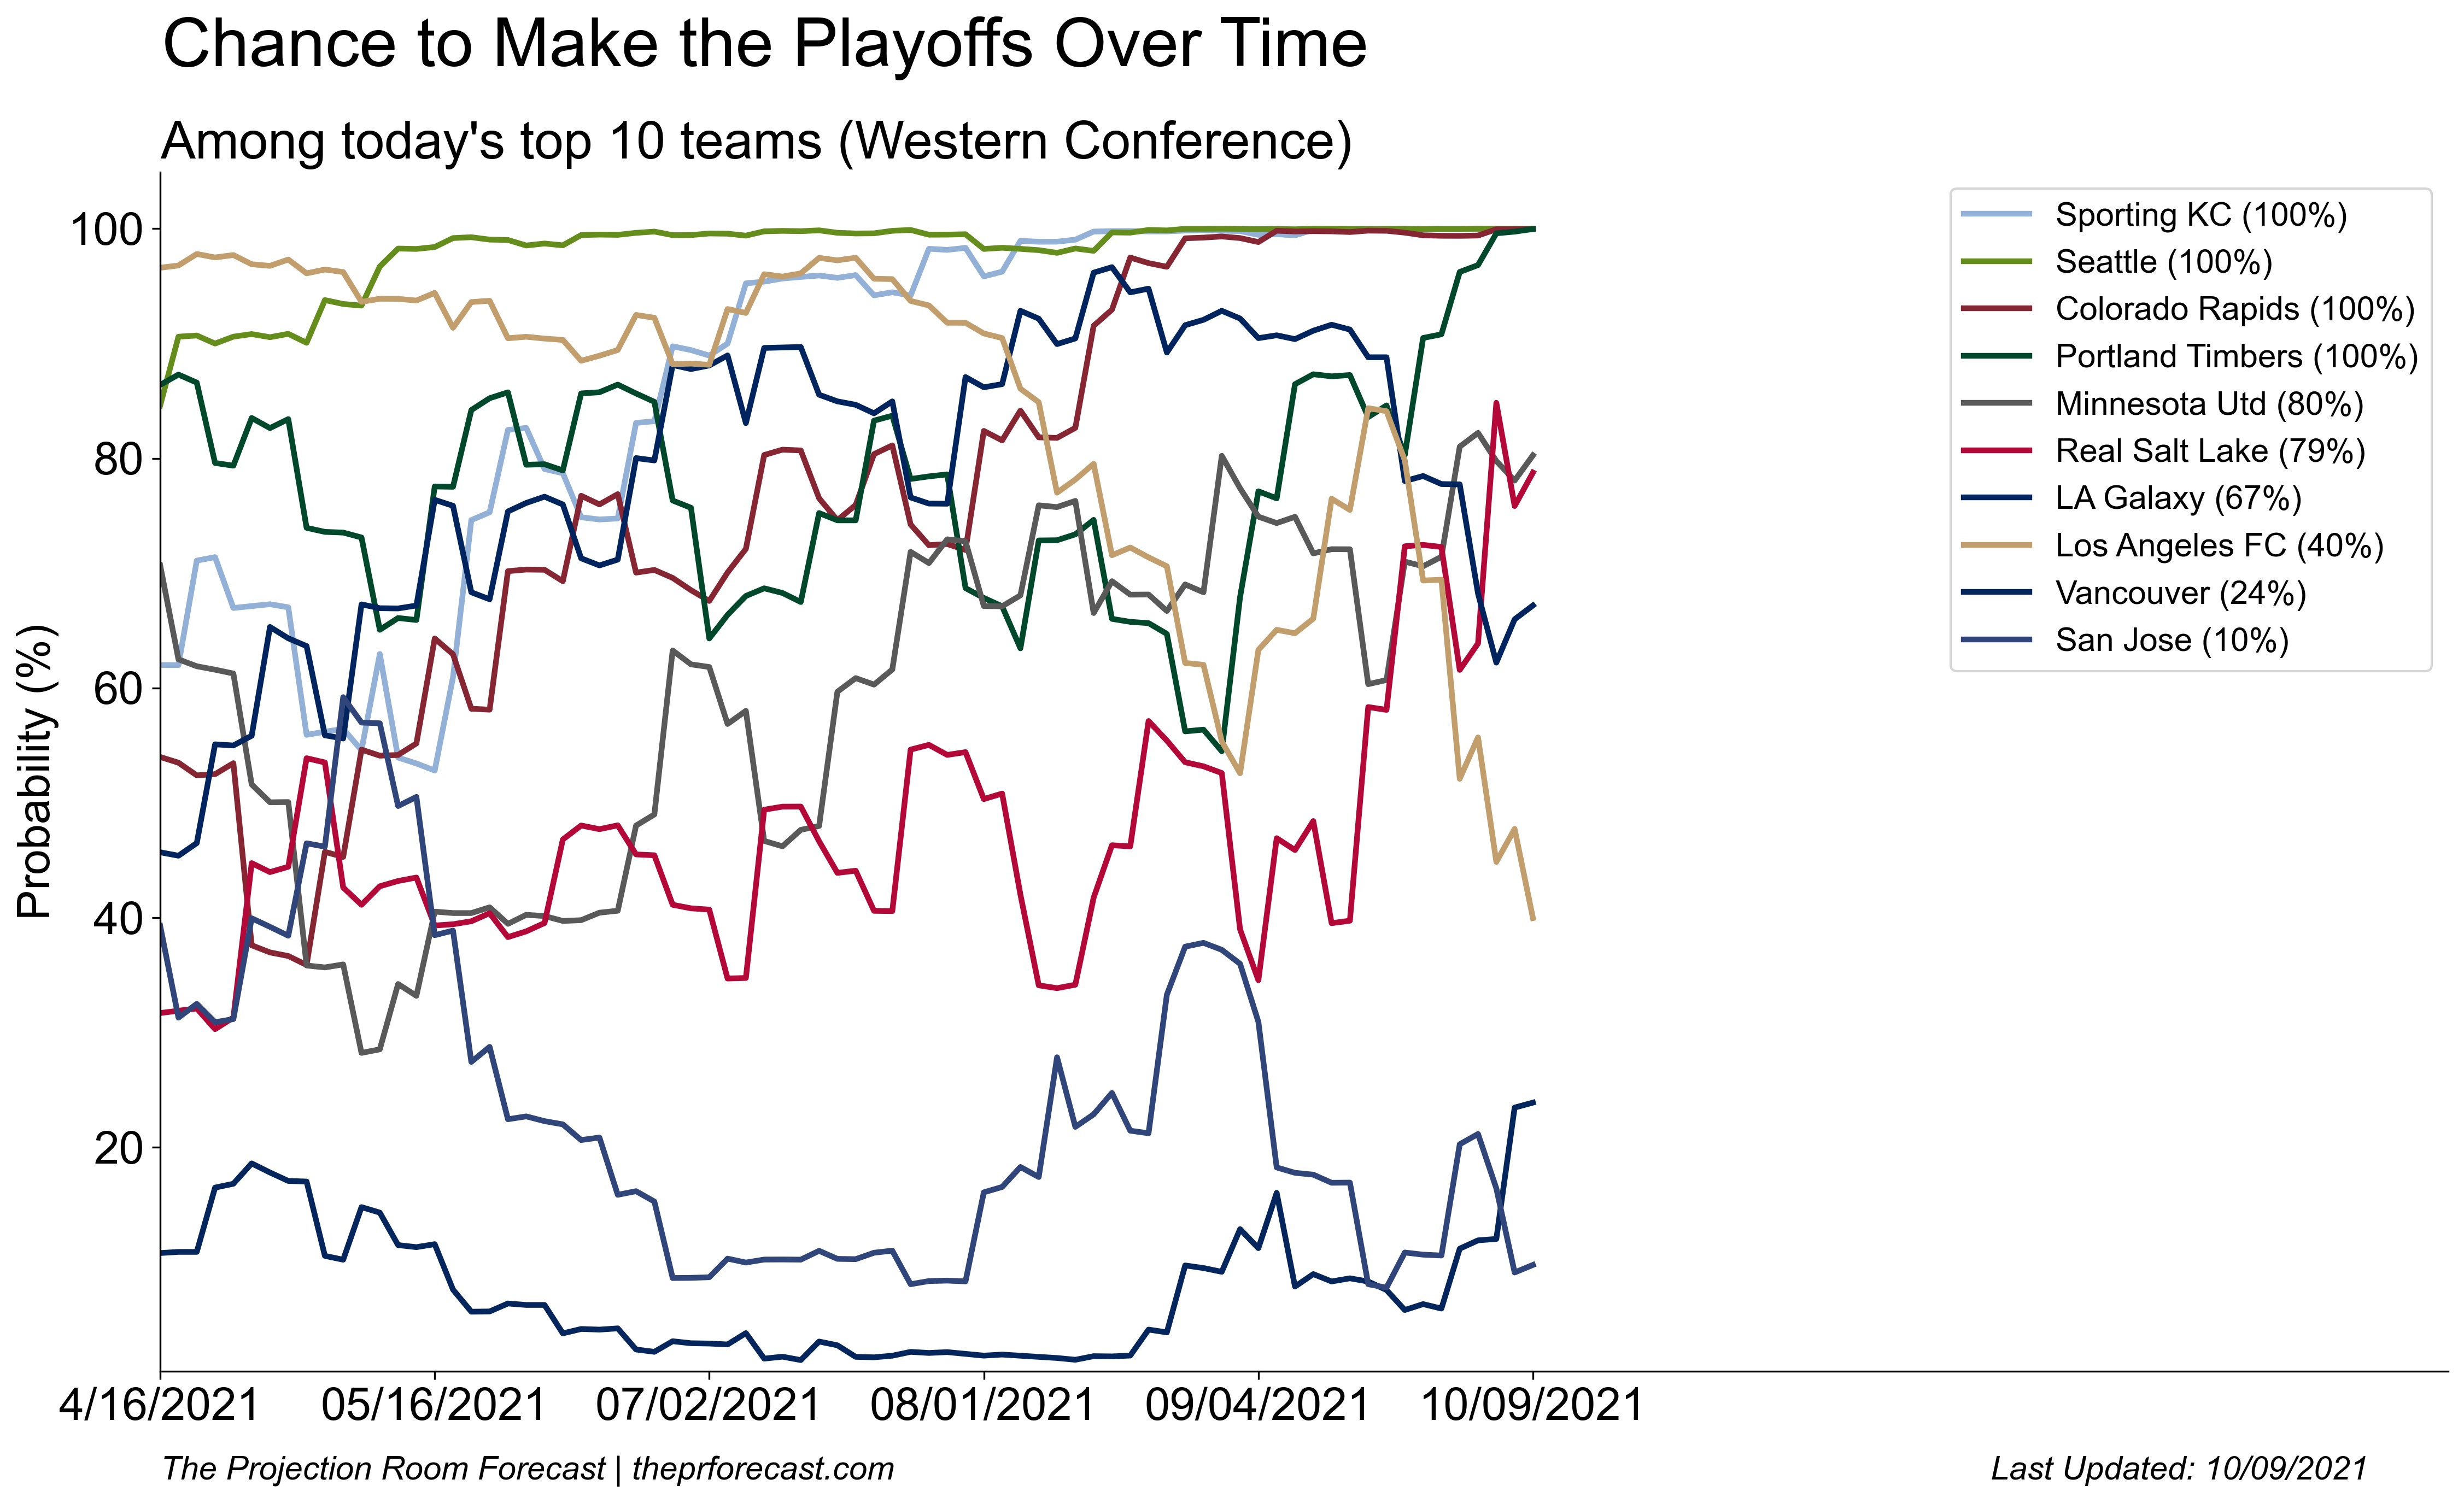 Chance to Make the Playoffs Over Time
Among today's top 10 teams (Western Conference)
Probability (%)
100
80
60
40
20
Sporting KC (100%)
Seattle (100%)
Colorado Rapids (100%)
Portland Timbers (100%)
Minnesota Utd (80%)
Real Salt Lake (79%)
LA Galaxy (67%)
Los Angeles FC (40%)
Vancouver (24%)
San Jose (10%)
4/16/2021 05/16/2021 07/02/2021 08/01/2021 09/04/2021 10/09/2021
The Projection Room Forecast | theprforecast.com
Last Updated: 10/09/2021